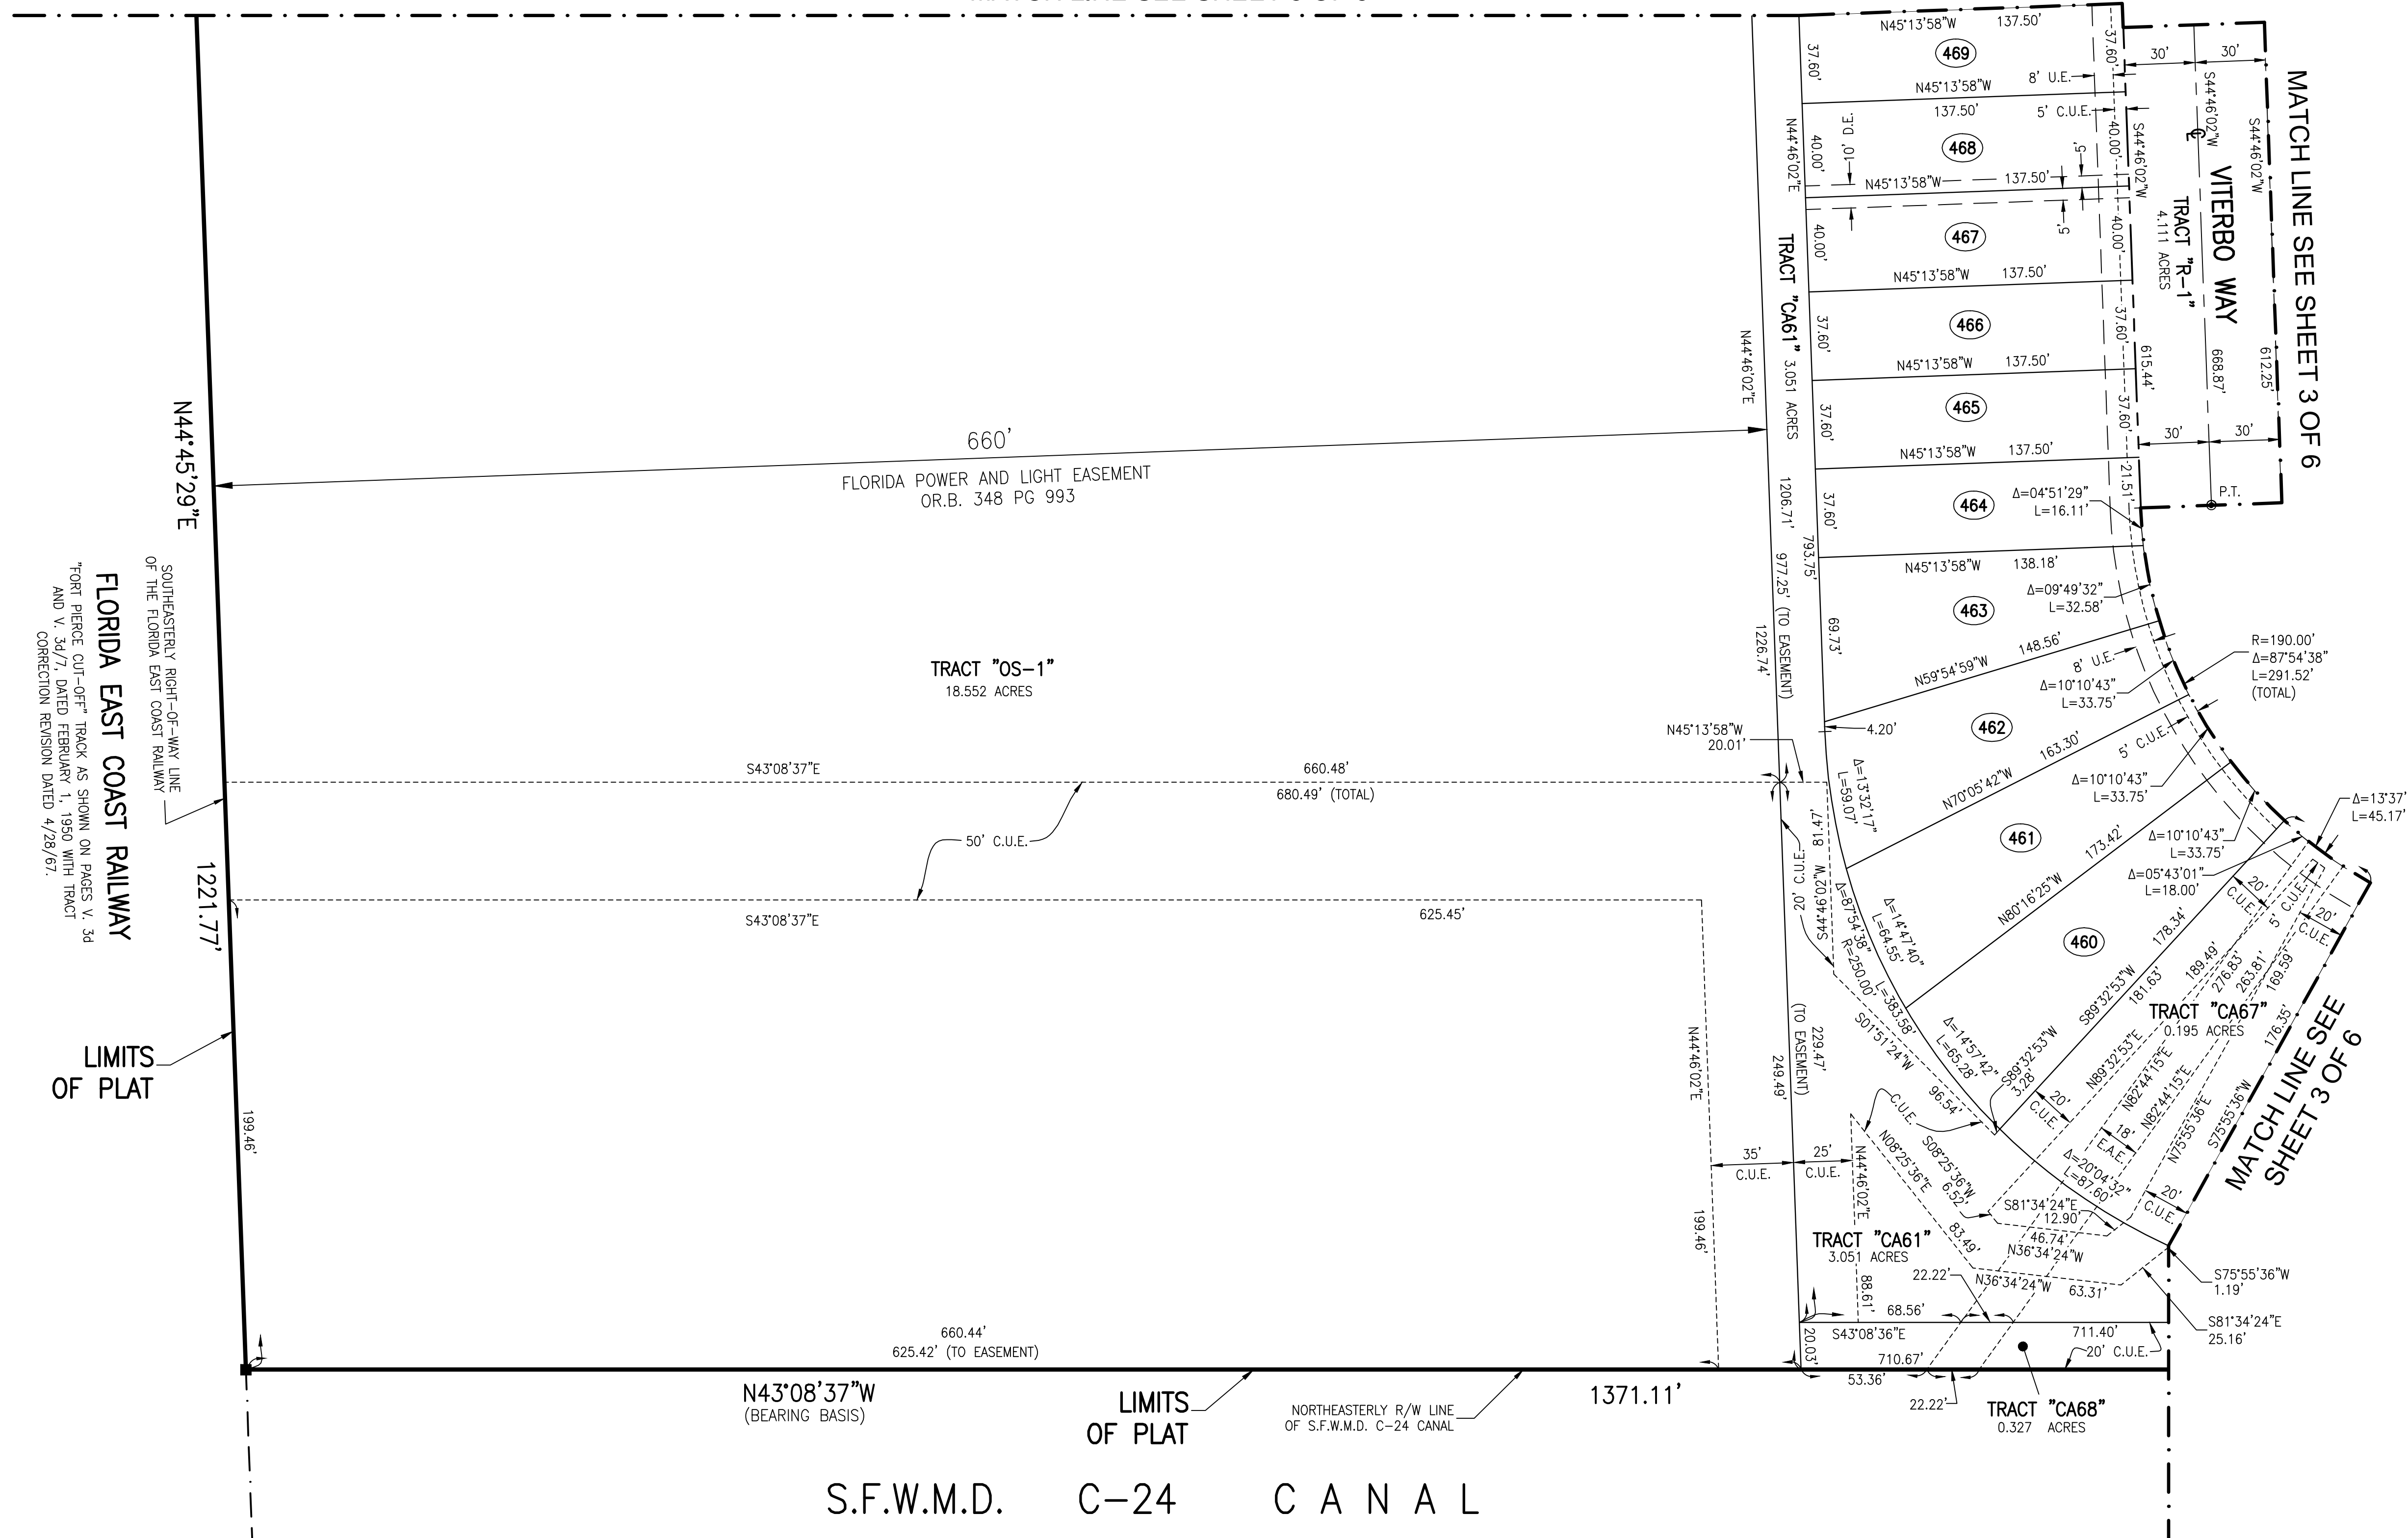 N45°13'58"W 137.50'
469
37.60'
37.60'
8' U.E.
N45°13'58"W
137.50'
5' C.U.E.
30'
30'
S44°46'02"W
S44°46'02"W
MATCH LINE SEE SHEET 3 OF 6
N44°46'02"E
10' D.E.
40.00'
468
40.00'
S44°46'02"W
5'
N45°13'58"W 137.50'
5'
VITERBO WAY
TRACT "R-1"
4.111 ACRES
40.00'
467
40.00'
N45°13'58"W 137.50'
TRACT "CA61" 3.051 ACRES
37.60'
466
37.60'
N45°13'58"W 137.50'
615.44'
668.87'
612.25'
N44°46'02"E
37.60'
465
37.60'
N45°13'58"W 137.50'
30'
30'
P.T.
N44°45'29"E
660'
FLORIDA POWER AND LIGHT EASEMENT
OR.B. 348 PG 993
1206.71'
37.60'
464
21.51'
Δ=04°51'29"
L=16.11'
793.75'
N45°13'58"W 138.18'
977.25' (TO EASEMENT)
1226.74'
69.73'
463
Δ=09°49'32"
L=32.58'
N59°54'59"W 148.56'
R=190.00'
Δ=87°54'38"
L=291.52'
(TOTAL)
8' U.E.
Δ=10°10'43"
L=33.75'
SOUTHEASTERLY RIGHT-OF-WAY LINE
OF THE FLORIDA EAST COAST RAILWAY
FLORIDA EAST COAST RAILWAY
"FORT PIERCE CUT-OFF" TRACK AS SHOWN ON PAGES V. 3d
AND V. 3d/7, DATED FEBRUARY 1, 1950 WITH TRACT
CORRECTION REVISION DATED 4/28/67.
TRACT "OS-1"
18.552 ACRES
N45°13'58"W
20.01'
4.20'
462
163.30'
N70°05'42"W
5' C.U.E.
Δ=10°10'43"
L=33.75'
S43°08'37"E 660.48'
680.49' (TOTAL)
Δ=13°32'17"
L=59.07'
50' C.U.E.
20' C.U.E.
81.47'
S44°46'02"W
461
173.42'
N80°16'25"W
Δ=10°10'43"
L=33.75'
Δ=13°37'
L=45.17'
Δ=05°43'01"
L=18.00'
1221.77'
S43°08'37"E 625.45'
Δ=87°54'38"
R=250.00'
L=383.58'
Δ=14°47'40"
L=64.55'
460
178.34'
20'
C.U.E.
5' C.U.E.
20'
C.U.E.
S89°32'53"W
181.63'
189.49'
276.83'
263.81'
169.59'
176.35'
TRACT "CA67"
0.195 ACRES
MATCH LINE SEE
SHEET 3 OF 6
N44°46'02"E
229.47'
(TO EASEMENT)
249.49'
S01°51'24"W
96.54'
Δ=14°57'42"
L=65.28'
S89°32'53"W
3.28'
N89°32'53"E
N82°44'15"E
N82°44'15"E
N75°55'36"E
S75°55'36"W
LIMITS
OF PLAT
199.46'
20'
C.U.E.
18'
E.A.E.
C.U.E.
35'
C.U.E.
25'
C.U.E.
N44°46'02"E
N08°25'36"E
83.49'
S08°25'36"W
6.52'
Δ=20°04'32"
L=87.60'
20'
C.U.E.
S81°34'24"E
12.90'
46.74'
N36°34'24"W
199.46'
TRACT "CA61"
3.051 ACRES
88.61'
22.22'
N36°34'24"W
63.31'
S75°55'36"W
1.19'
S81°34'24"E
25.16'
68.56'
S43°08'36"E 711.40'
660.44'
625.42' (TO EASEMENT)
20.03'
710.67'
20' C.U.E.
53.36'
22.22'
N43°08'37"W
(BEARING BASIS)
LIMITS
OF PLAT
NORTHEASTERLY R/W LINE
OF S.F.W.M.D. C-24 CANAL
1371.11'
TRACT "CA68"
0.327 ACRES
S.F.W.M.D. C-24 CANAL